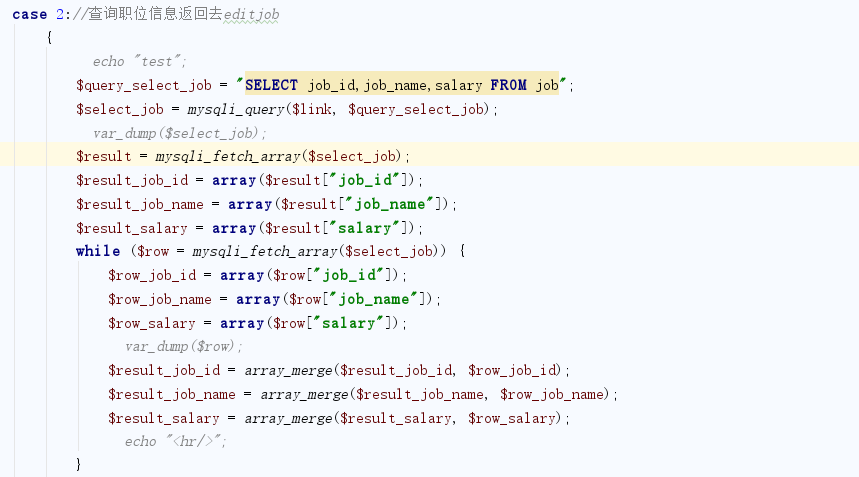 case 2://查询职位信息返回去editjob
{
echo "test";
$query_select_job = "SELECT job_id,job_name,salary FROM job";
$select_job = mysqli_query($link, $query_select_job);
var_dump($select_job);
$result = mysqli_fetch_array($select_job);
$result_job_id = array($result["job_id"]);
$result_job_name = array($result["job_name"]);
$result_salary = array($result["salary"]);
while ($row = mysqli_fetch_array($select_job)) {
$row_job_id = array($row["job_id"]);
$row_job_name = array($row["job_name"]);
$row_salary = array($row["salary"]);
var_dump($row);
$result_job_id = array_merge($result_job_id, $row_job_id);
$result_job_name = array_merge($result_job_name, $row_job_name);
$result_salary = array_merge($result_salary, $row_salary);
echo "<hr/>";
}